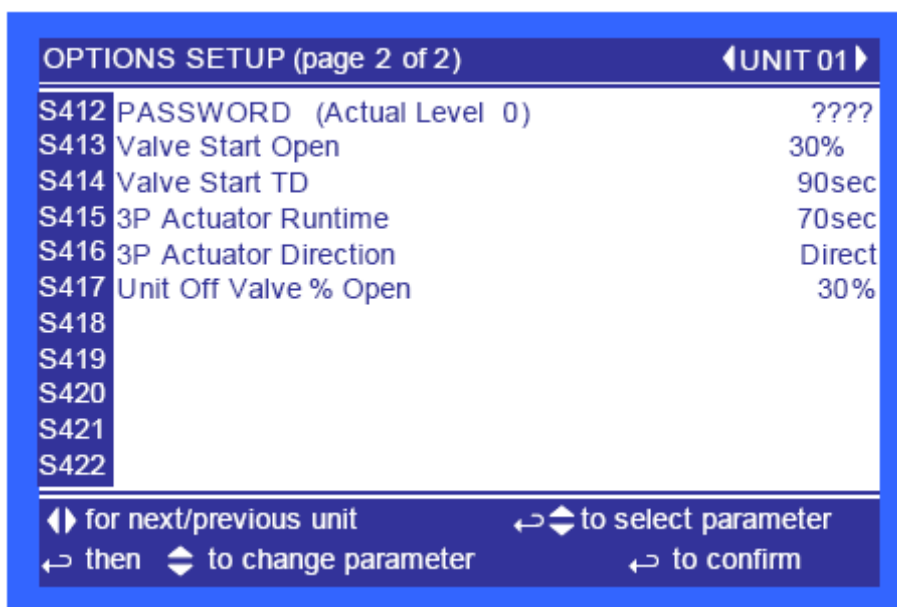 OPTIONS SETUP (page 2 of 2) UNIT 01
S412 PASSWORD (Actual Level 0) ????
S413 Valve Start Open 30%
S414 Valve Start TD 90sec
S415 3P Actuator Runtime 70sec
S416 3P Actuator Direction Direct
S417 Unit Off Valve % Open 30%
S418
S419
S420
S421
S422
for next/previous unit to select parameter
then to change parameter to confirm